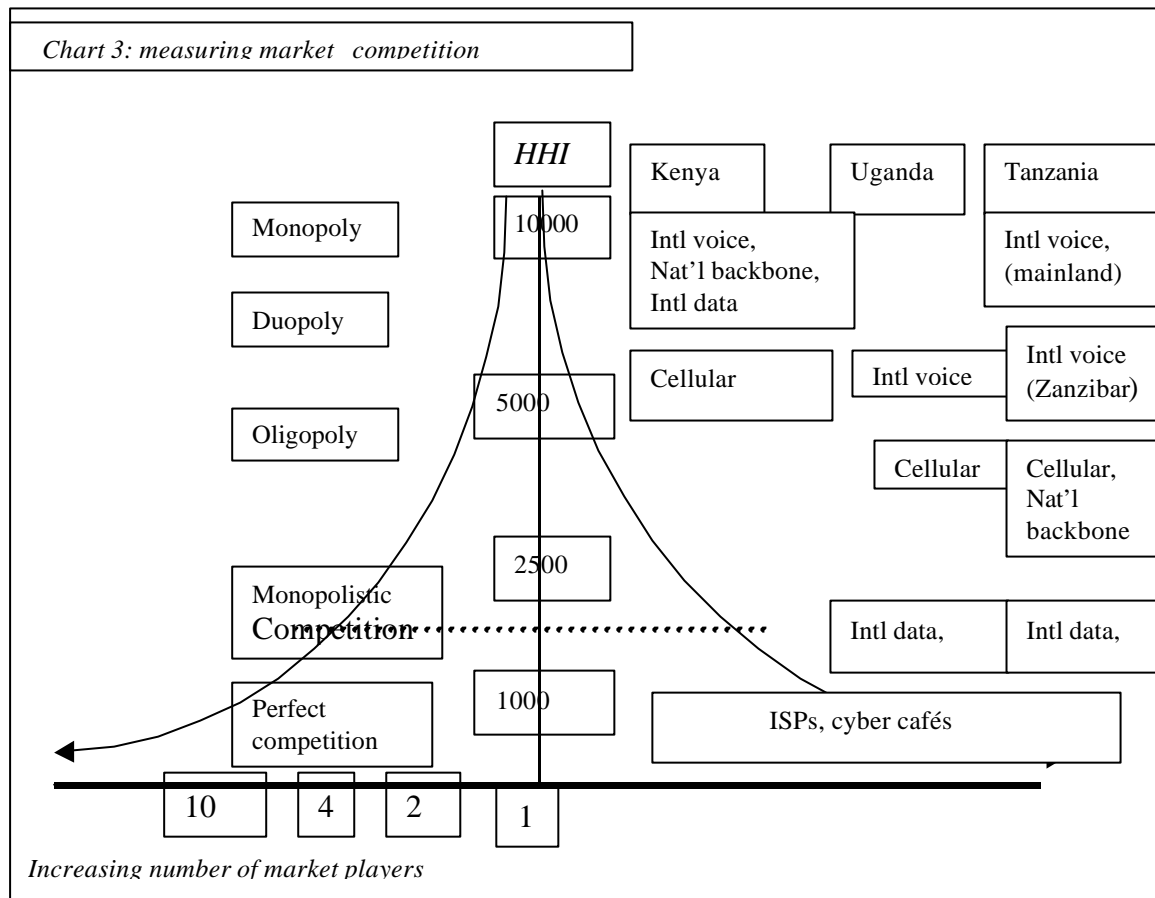 Chart 3: measuring market competition
HHI
Kenya
Uganda
Tanzania
Monopoly
10000
Intl voice,
Nat’l backbone,
Intl data
Intl voice,
(mainland)
Duopoly
Cellular
Intl voice
Intl voice
(Zanzibar)
5000
Oligopoly
Cellular
Cellular,
Nat’l
backbone
2500
Monopolistic
Competition
Intl data,
Intl data,
1000
Perfect
competition
ISPs, cyber cafés
10
4
2
1
Increasing number of market players